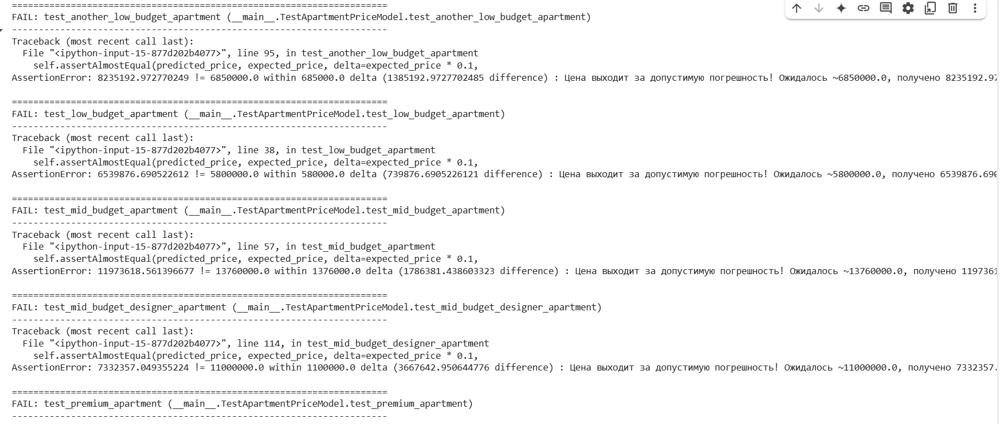 ======================================================================
FAIL: test_another_low_budget_apartment (__main__.TestApartmentPriceModel.test_another_low_budget_apartment)
----------------------------------------------------------------------
Traceback (most recent call last):
  File "<ipython-input-15-877d202b4077>", line 95, in test_another_low_budget_apartment
    self.assertAlmostEqual(predicted_price, expected_price, delta=expected_price * 0.1,
AssertionError: 8235192.972770249 != 6850000.0 within 685000.0 delta (1385192.9727702485 difference) : Цена выходит за допустимую погрешность! Ожидалось ~6850000.0, получено 8235192.97

======================================================================
FAIL: test_low_budget_apartment (__main__.TestApartmentPriceModel.test_low_budget_apartment)
----------------------------------------------------------------------
Traceback (most recent call last):
  File "<ipython-input-15-877d202b4077>", line 38, in test_low_budget_apartment
    self.assertAlmostEqual(predicted_price, expected_price, delta=expected_price * 0.1,
AssertionError: 6539876.690522612 != 5800000.0 within 580000.0 delta (739876.6905226121 difference) : Цена выходит за допустимую погрешность! Ожидалось ~5800000.0, получено 6539876.690

======================================================================
FAIL: test_mid_budget_apartment (__main__.TestApartmentPriceModel.test_mid_budget_apartment)
----------------------------------------------------------------------
Traceback (most recent call last):
  File "<ipython-input-15-877d202b4077>", line 57, in test_mid_budget_apartment
    self.assertAlmostEqual(predicted_price, expected_price, delta=expected_price * 0.1,
AssertionError: 11973618.561396677 != 13760000.0 within 1376000.0 delta (1786381.438603323 difference) : Цена выходит за допустимую погрешность! Ожидалось ~13760000.0, получено 1197361

======================================================================
FAIL: test_mid_budget_designer_apartment (__main__.TestApartmentPriceModel.test_mid_budget_designer_apartment)
----------------------------------------------------------------------
Traceback (most recent call last):
  File "<ipython-input-15-877d202b4077>", line 114, in test_mid_budget_designer_apartment
    self.assertAlmostEqual(predicted_price, expected_price, delta=expected_price * 0.1,
AssertionError: 7332357.049355224 != 11000000.0 within 1100000.0 delta (3667642.950644776 difference) : Цена выходит за допустимую погрешность! Ожидалось ~11000000.0, получено 7332357.

======================================================================
FAIL: test_premium_apartment (__main__.TestApartmentPriceModel.test_premium_apartment)
----------------------------------------------------------------------